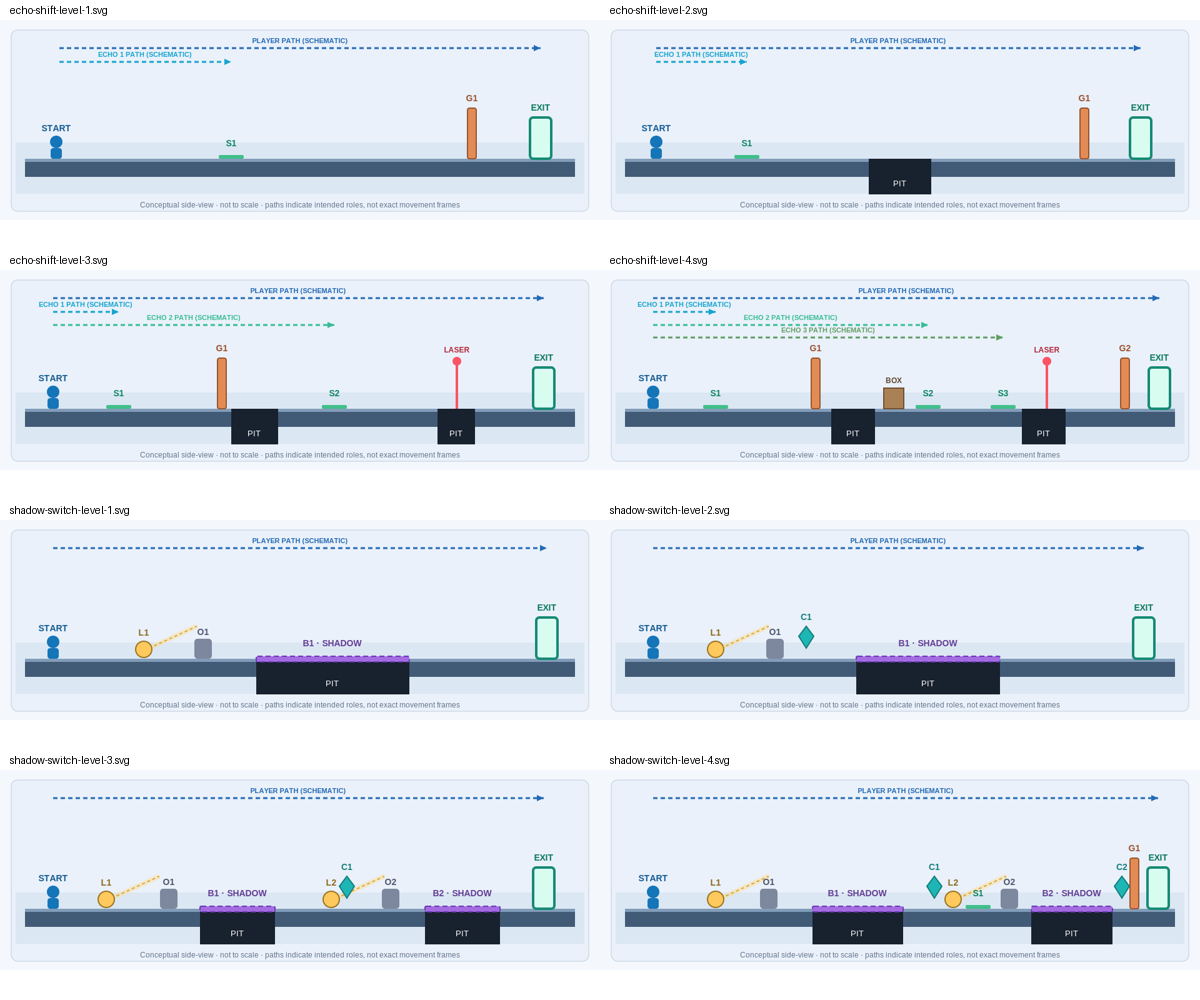 echo-shift-level-1.svg
PLAYER PATH (SCHEMATIC)
ECHO 1 PATH (SCHEMATIC)
G1
EXIT
START
S1
Conceptual side-view · not to scale · paths indicate intended roles, not exact movement frames
echo-shift-level-2.svg
PLAYER PATH (SCHEMATIC)
ECHO 1 PATH (SCHEMATIC)
G1
EXIT
START
S1
PIT
Conceptual side-view · not to scale · paths indicate intended roles, not exact movement frames
echo-shift-level-3.svg
PLAYER PATH (SCHEMATIC)
ECHO 1 PATH (SCHEMATIC)
ECHO 2 PATH (SCHEMATIC)
G1
LASER
EXIT
START
S1
S2
PIT
PIT
Conceptual side-view · not to scale · paths indicate intended roles, not exact movement frames
echo-shift-level-4.svg
PLAYER PATH (SCHEMATIC)
ECHO 1 PATH (SCHEMATIC)
ECHO 2 PATH (SCHEMATIC)
ECHO 3 PATH (SCHEMATIC)
G1
LASER
G2
EXIT
START
BOX
S1
S2
S3
PIT
PIT
Conceptual side-view · not to scale · paths indicate intended roles, not exact movement frames
shadow-switch-level-1.svg
PLAYER PATH (SCHEMATIC)
EXIT
START
L1
O1
B1 · SHADOW
PIT
Conceptual side-view · not to scale · paths indicate intended roles, not exact movement frames
shadow-switch-level-2.svg
PLAYER PATH (SCHEMATIC)
EXIT
C1
START
L1
O1
B1 · SHADOW
PIT
Conceptual side-view · not to scale · paths indicate intended roles, not exact movement frames
shadow-switch-level-3.svg
PLAYER PATH (SCHEMATIC)
EXIT
C1
START
L1
O1
L2
O2
B1 · SHADOW
B2 · SHADOW
PIT
PIT
Conceptual side-view · not to scale · paths indicate intended roles, not exact movement frames
shadow-switch-level-4.svg
PLAYER PATH (SCHEMATIC)
G1
EXIT
C1
C2
START
L1
O1
L2
O2
B1 · SHADOW
S1
B2 · SHADOW
PIT
PIT
Conceptual side-view · not to scale · paths indicate intended roles, not exact movement frames